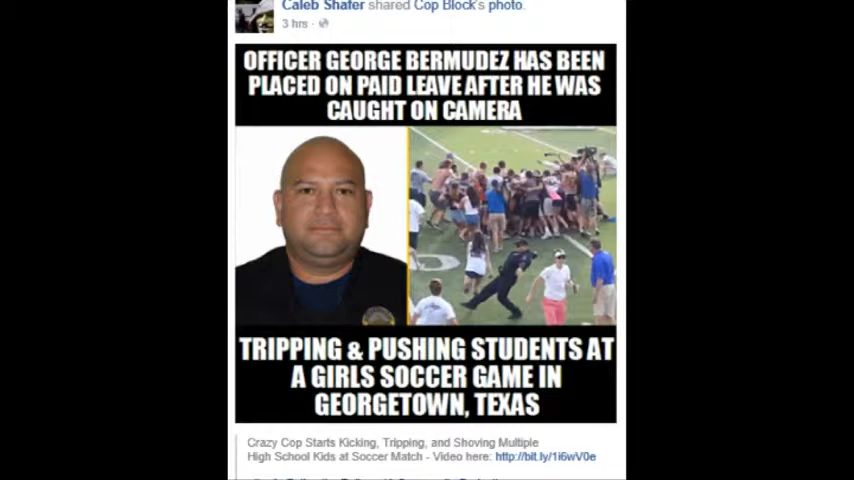 Caleb Shafer shared Cop Block's photo.
3 hrs ·
OFFICER GEORGE BERMUDEZ HAS BEEN
PLACED ON PAID LEAVE AFTER HE WAS
CAUGHT ON CAMERA
TRIPPING & PUSHING STUDENTS AT
A GIRLS SOCCER GAME IN
GEORGETOWN, TEXAS
Crazy Cop Starts Kicking, Tripping, and Shoving Multiple
High School Kids at Soccer Match - Video here: http://bit.ly/1i6wV0e